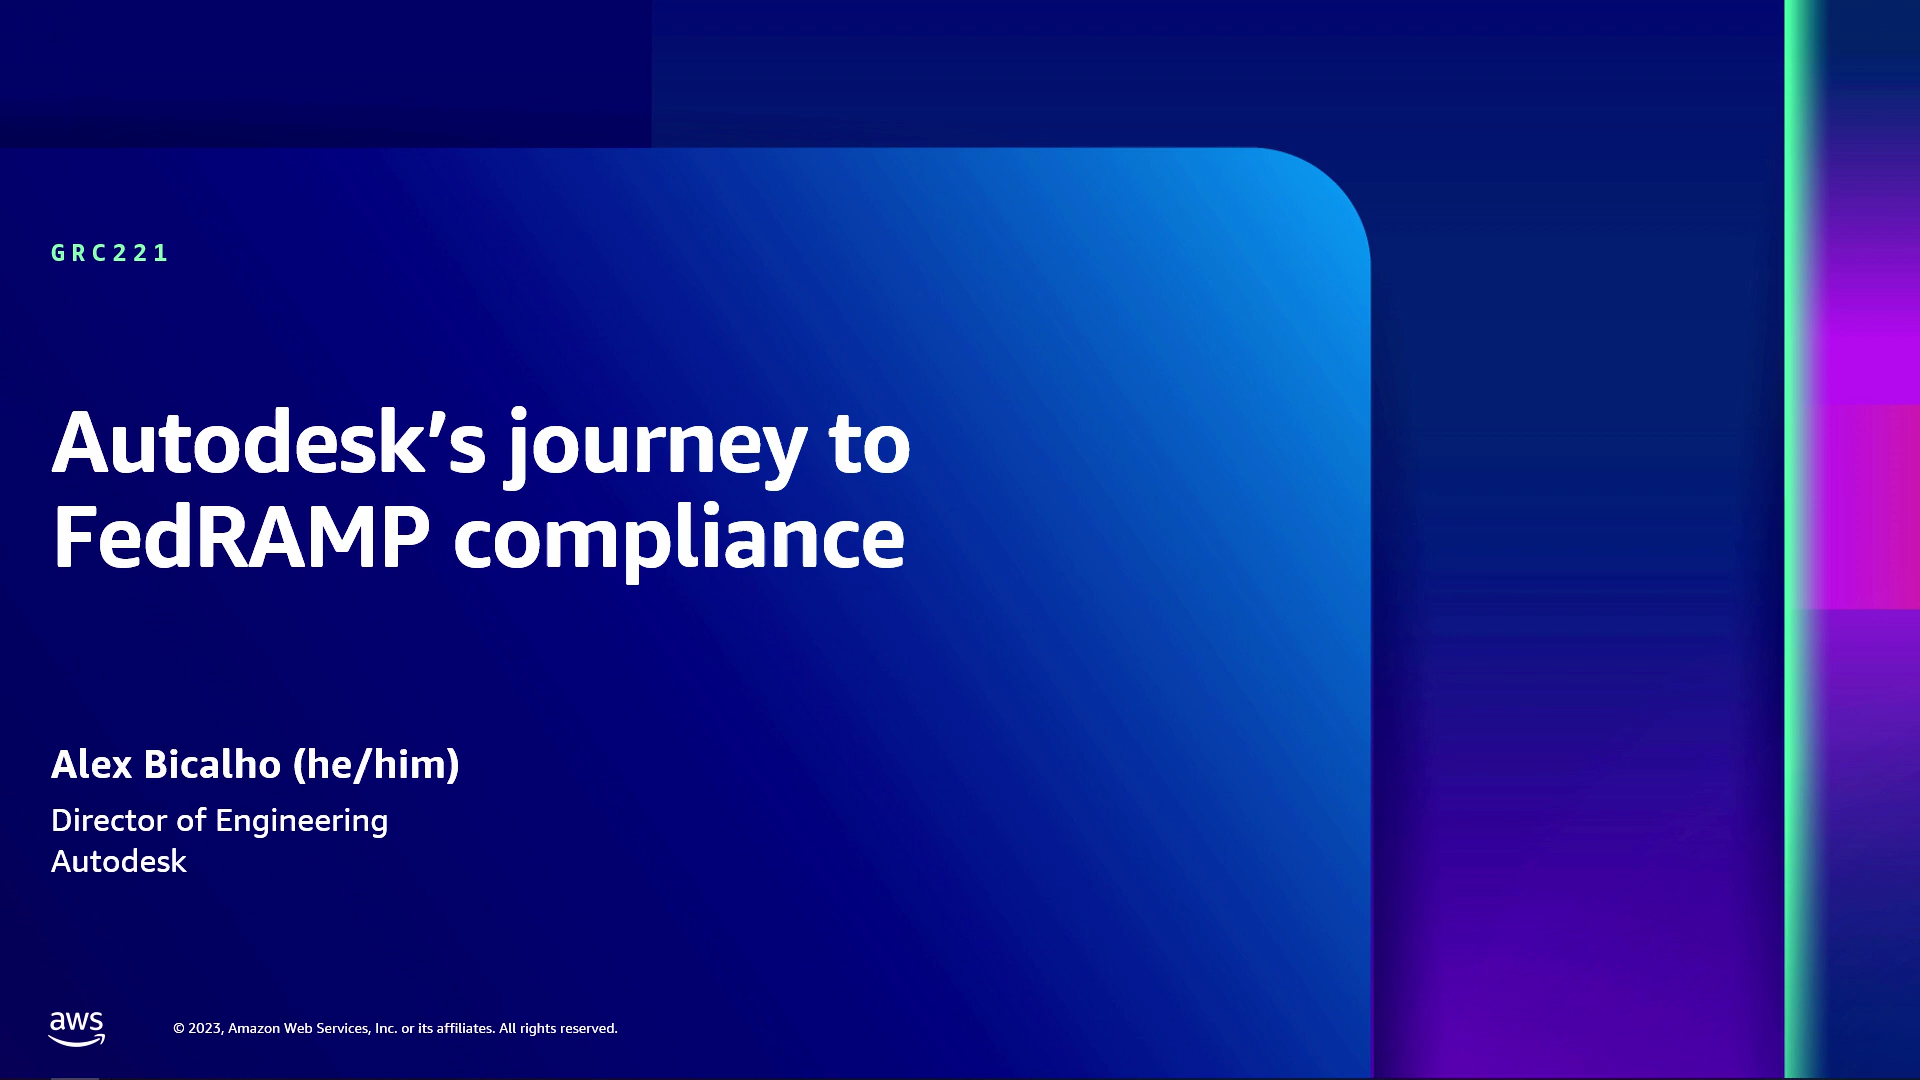 GRC221
Autodesk’s journey to
FedRAMP compliance
Alex Bicalho (he/him)
Director of Engineering
Autodesk
aws
© 2023, Amazon Web Services, Inc. or its affiliates. All rights reserved.